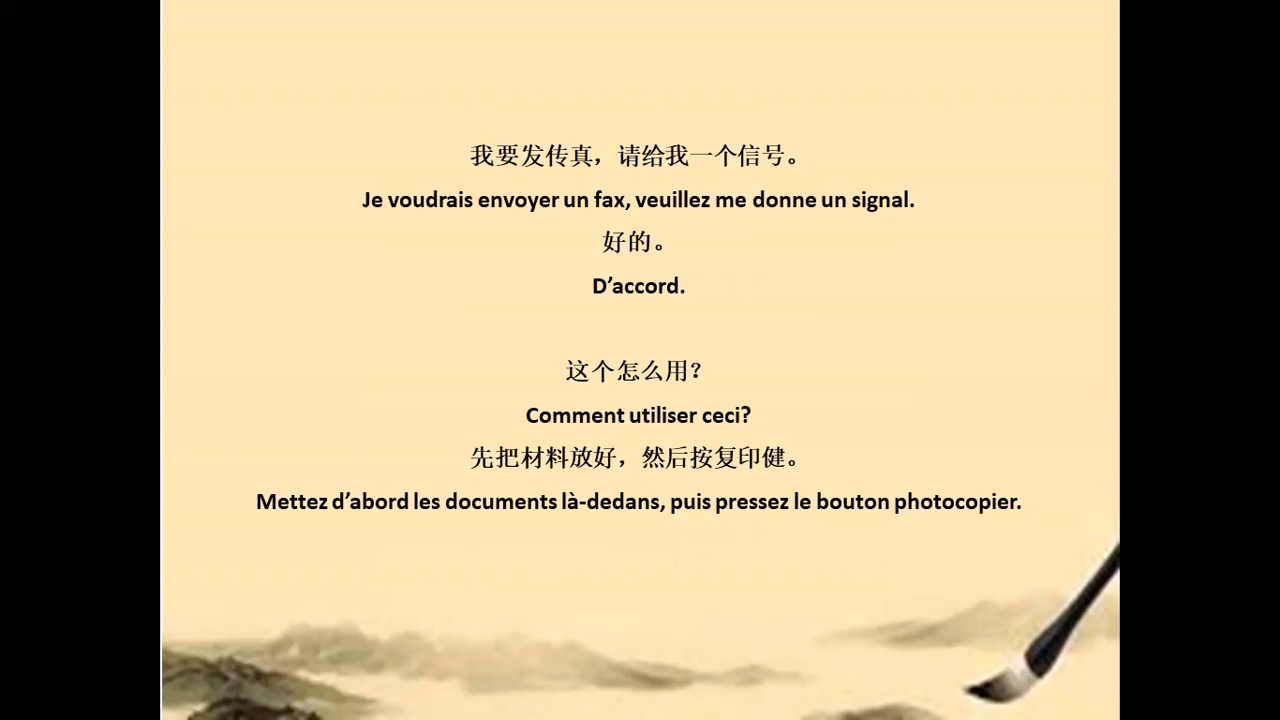 我要发传真，请给我一个信号。
Je voudrais envoyer un fax, veuillez me donne un signal.
好的。
D’accord.
这个怎么用？
Comment utiliser ceci?
先把材料放好，然后按复印健。
Mettez d’abord les documents là-dedans, puis pressez le bouton photocopier.